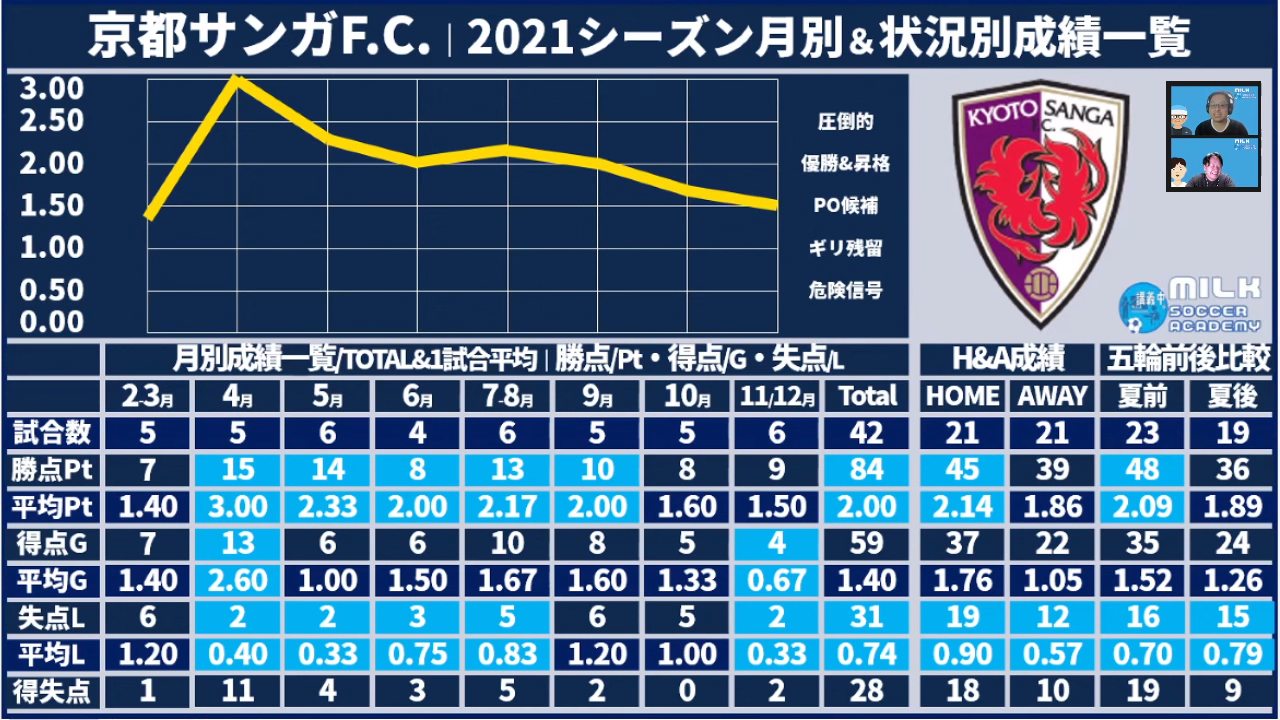 京都サンガF.C.|2021シーズン月別&状況別成績一覧
3.00
2.50
2.00
1.50
1.00
0.50
0.00
圧倒的
優勝&昇格
PO候補
ギリ残留
危険信号
KYOTO SANGA
F.C.
講義中
MILK
SOCCER
ACADEMY
月別成績一覧/TOTAL&1試合平均|勝点/Pt・得点/G・失点/L H&A成績 五輪前後比較
2-3月 4月 5月 6月 7-8月 9月 10月 11/12月 Total HOME AWAY 夏前 夏後
試合数 5 5 6 4 6 5 5 6 42 21 21 23 19
勝点Pt 7 15 14 8 13 10 8 9 84 45 39 48 36
平均Pt 1.40 3.00 2.33 2.00 2.17 2.00 1.60 1.50 2.00 2.14 1.86 2.09 1.89
得点G 7 13 6 6 10 8 5 4 59 37 22 35 24
平均G 1.40 2.60 1.00 1.50 1.67 1.60 1.33 0.67 1.40 1.76 1.05 1.52 1.26
失点L 6 2 2 3 5 6 5 2 31 19 12 16 15
平均L 1.20 0.40 0.33 0.75 0.83 1.20 1.00 0.33 0.74 0.90 0.57 0.70 0.79
得失点 1 11 4 3 5 2 0 2 28 18 10 19 9